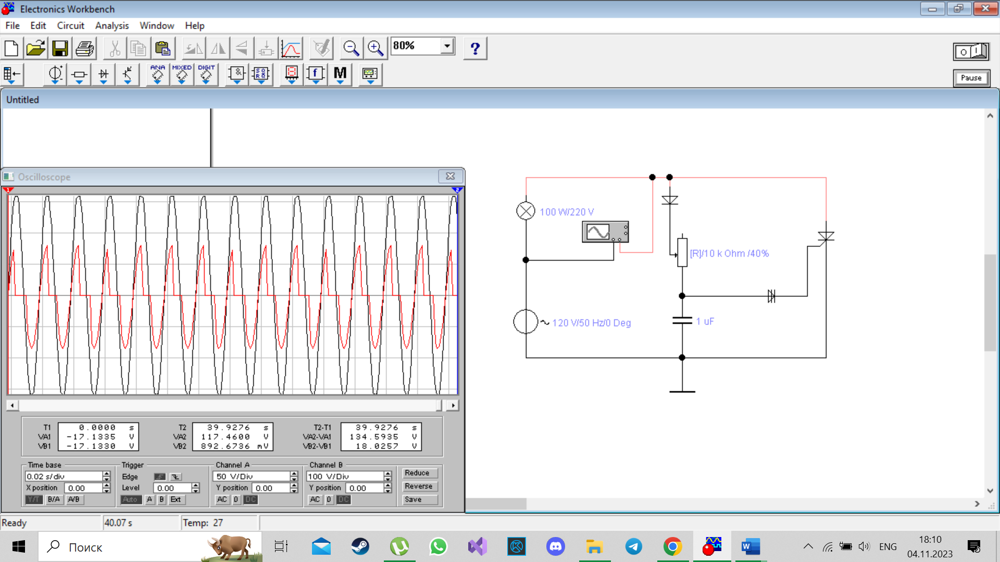 Electronics Workbench
File Edit Circuit Analysis Window Help
80%
?
ANA MIXED DIGIT
M
Pause
Untitled
Oscilloscope
1 2
T1 0.0000 s
VA1 -17.1335 V
VB1 -17.1330 V
T2 39.9276 s
VA2 117.4600 V
VB2 892.6736 mV
T2-T1 39.9276 s
VA2-VA1 134.5935 V
VB2-VB1 18.0257 V
Time base
0.02 s/div
X position 0.00
Y/T B/A A/B
Trigger
Edge
Level 0.00
Auto A B Ext
Channel A
50 V/Div
Y position 0.00
AC 0 DC
Channel B
100 V/Div
Y position 0.00
AC 0 DC
Reduce
Reverse
Save
100 W/220 V
[R]/10 k Ohm /40%
1 uF
120 V/50 Hz/0 Deg
Ready 40.07 s Temp: 27
Поиск
ENG
18:10
04.11.2023